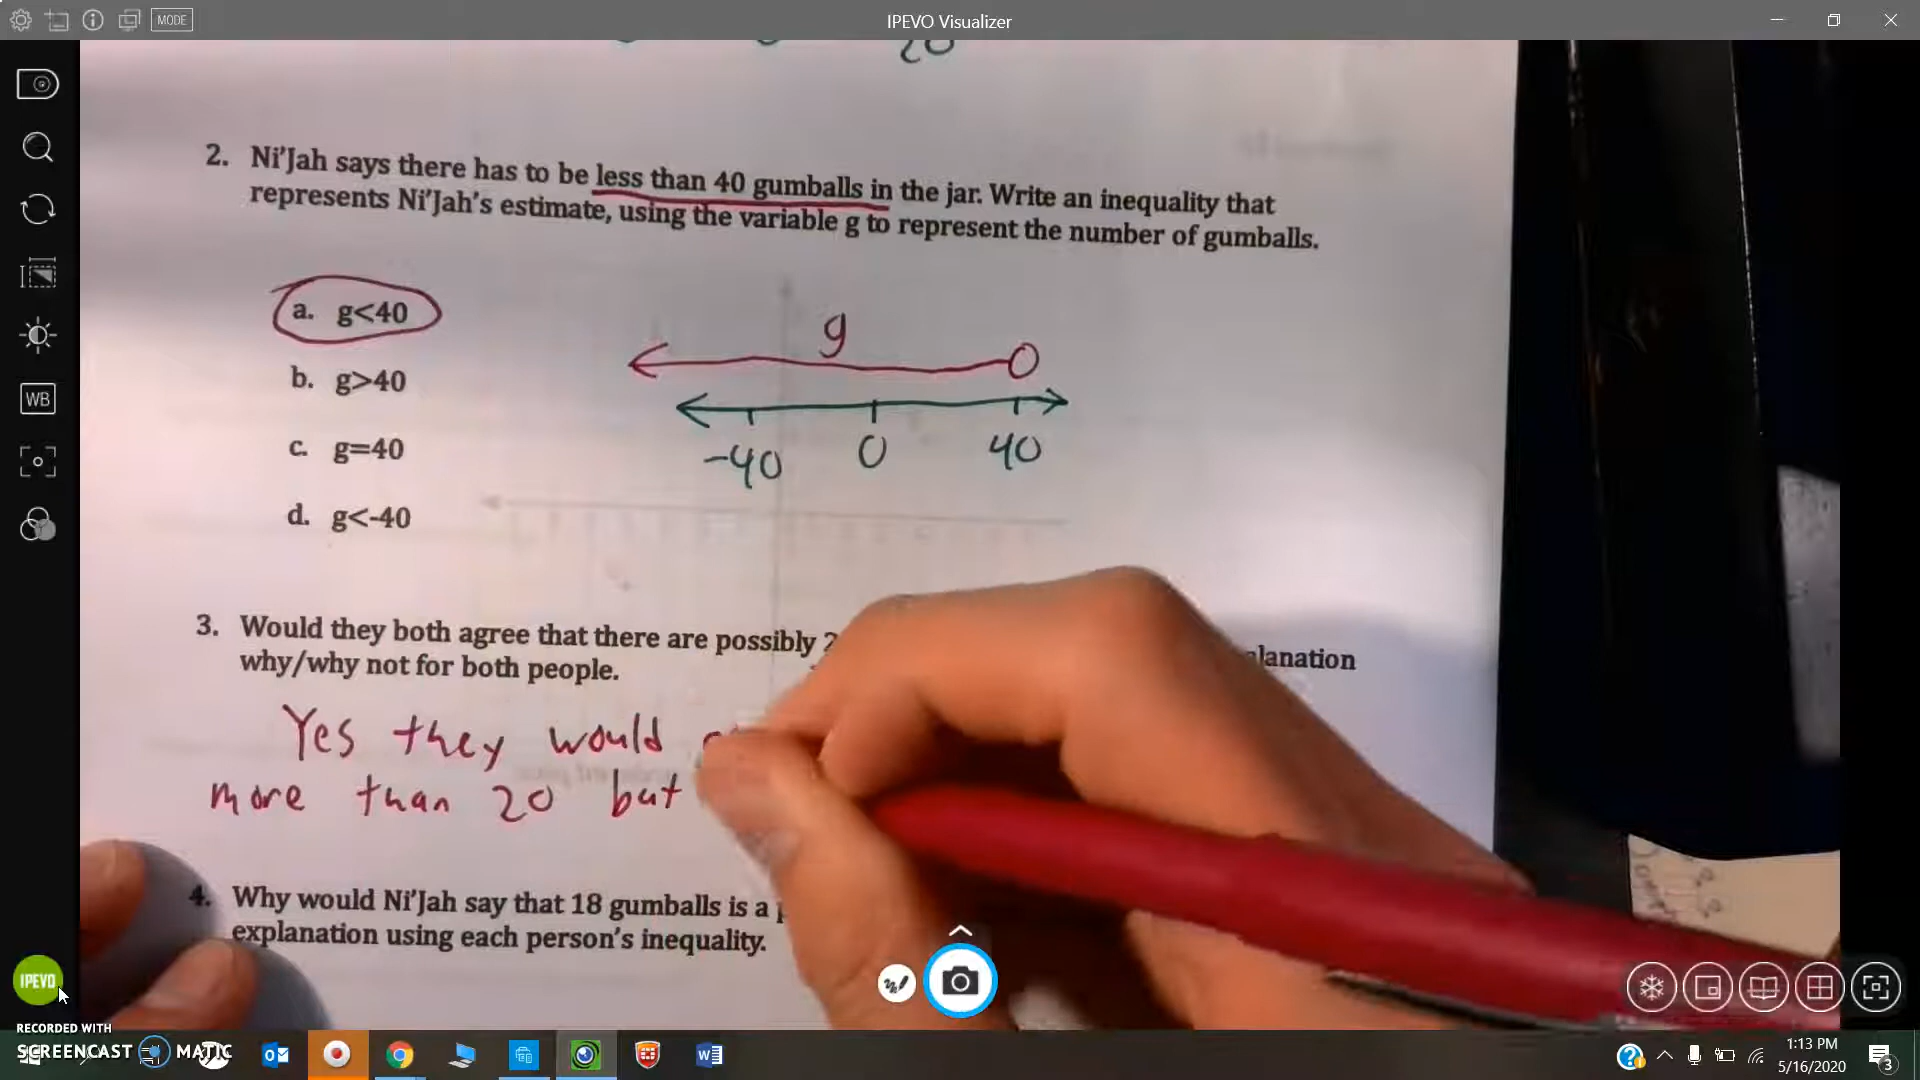 MODE
IPEVO Visualizer
20
2. Ni'Jah says there has to be less than 40 gumballs in the jar. Write an inequality that
represents Ni'Jah's estimate, using the variable g to represent the number of gumballs.
a. g<40
g
b. g>40
c. g=40
-40 0 40
d. g<-40
WB
3. Would they both agree that there are possibly
why/why not for both people.
Yes they would
more than 20 but
4. Why would Ni'Jah say that 18 gumballs is a
explanation using each person's inequality.
IPEVO
RECORDED WITH
SCREENCAST MATIC
1:13 PM
5/16/2020
3